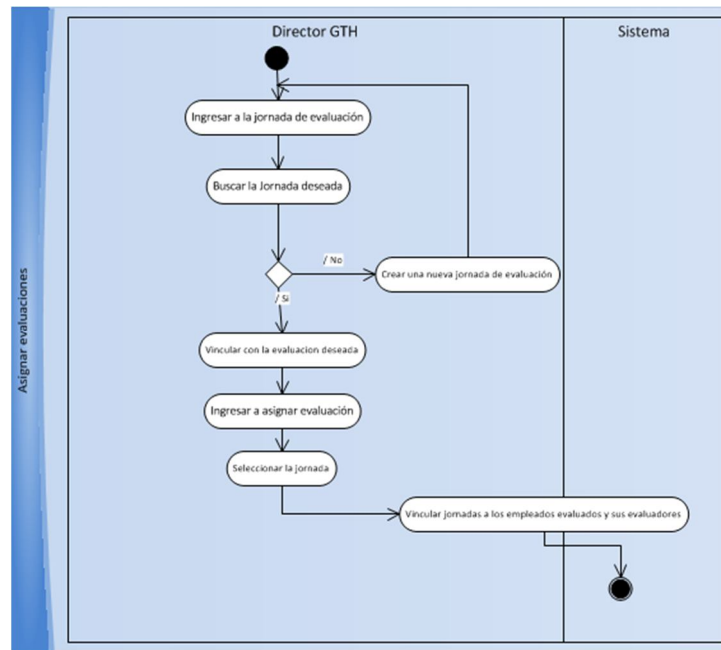 Director GTH
Sistema
Asignar evaluaciones
Ingresar a la jornada de evaluación
Buscar la Jornada deseada
/ No
Crear una nueva jornada de evaluación
/ Si
Vincular con la evaluacion deseada
Ingresar a asignar evaluación
Seleccionar la jornada
Vincular jornadas a los empleados evaluados y sus evaluadores